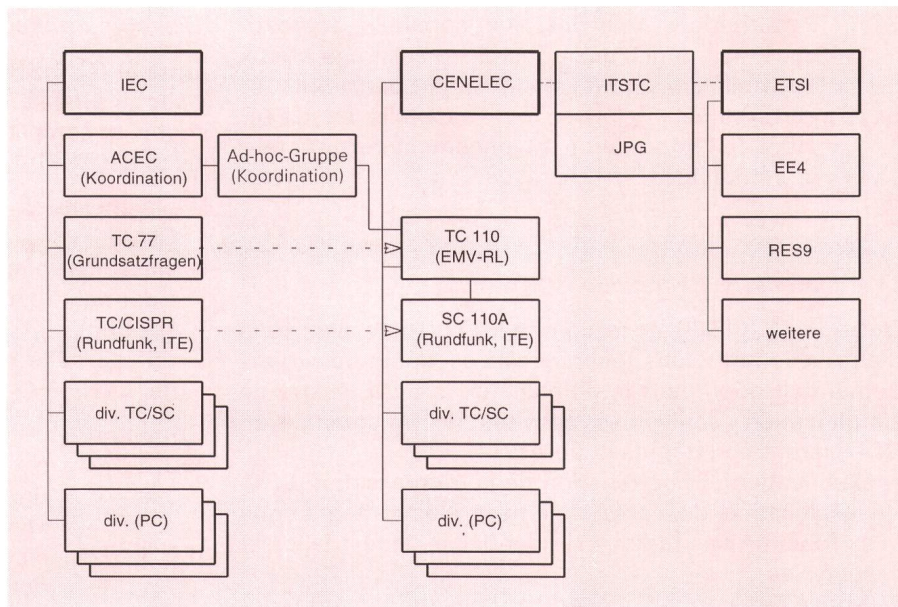 IEC
CENELEC
ITSTC
ETSI
ACEC
(Koordination)
Ad-hoc-Gruppe
(Koordination)
JPG
EE4
TC 77
(Grundsatzfragen)
TC 110
(EMV-RL)
RES9
TC/CISPR
(Rundfunk, ITE)
SC 110A
(Rundfunk, ITE)
weitere
div. TC/SC
div. TC/SC
div. (PC)
div. (PC)